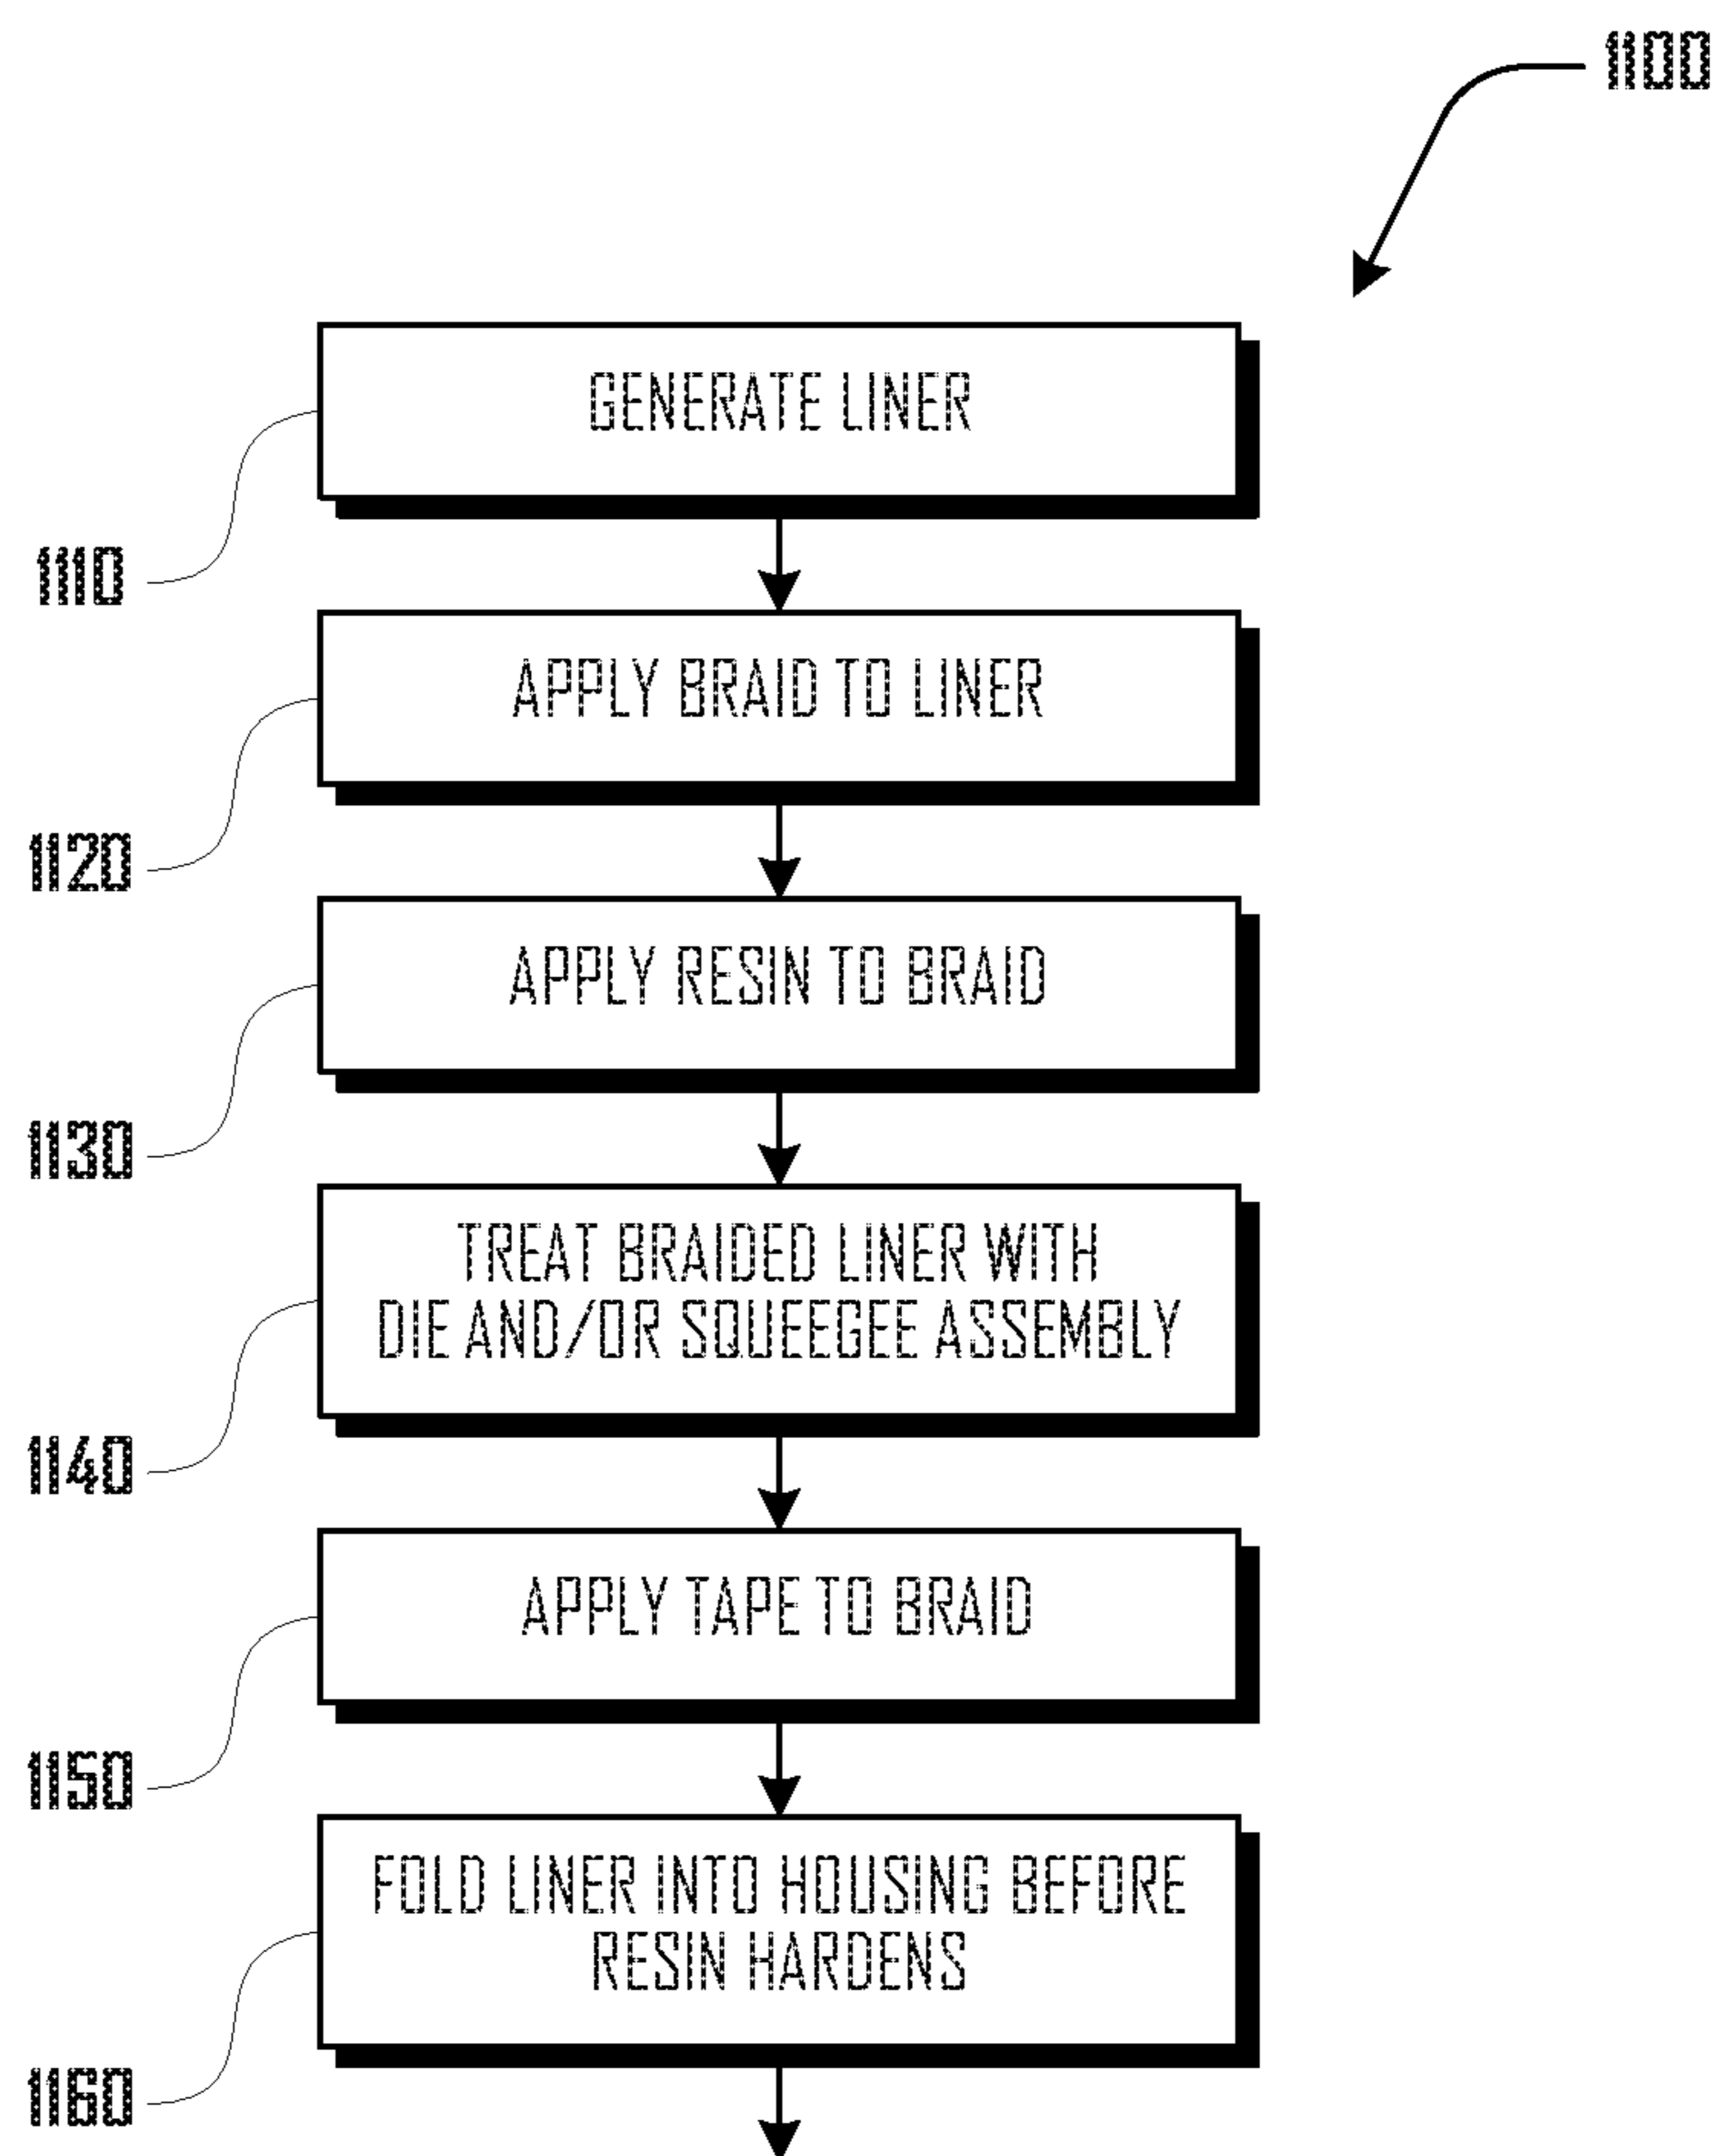 1100
GENERATE LINER
1110
APPLY BRAID TO LINER
1120
APPLY RESIN TO BRAID
1130
TREAT BRAIDED LINER WITH
DIE AND/OR SQUEEGEE ASSEMBLY
1140
APPLY TAPE TO BRAID
1150
FOLD LINER INTO HOUSING BEFORE
RESIN HARDENS
1160